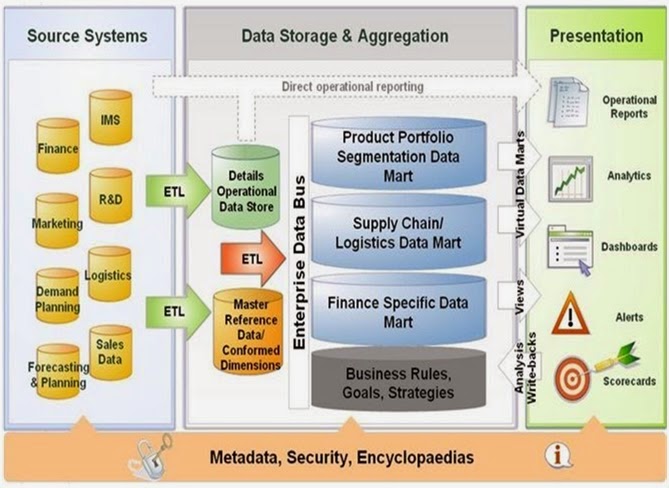 Source Systems
Data Storage & Aggregation
Presentation
Direct operational reporting
IMS
Finance
R&D
Marketing
Logistics
Demand
Planning
Sales
Data
Forecasting
& Planning
ETL
ETL
Details
Operational
Data Store
ETL
Master
Reference
Data/
Conformed
Dimensions
Enterprise Data Bus
Product Portfolio
Segmentation Data
Mart
Supply Chain/
Logistics Data Mart
Finance Specific Data
Mart
Business Rules,
Goals, Strategies
Virtual Data Marts
Views
Analysis
Write-backs
Operational
Reports
Analytics
Dashboards
Alerts
Scorecards
Metadata, Security, Encyclopaedias